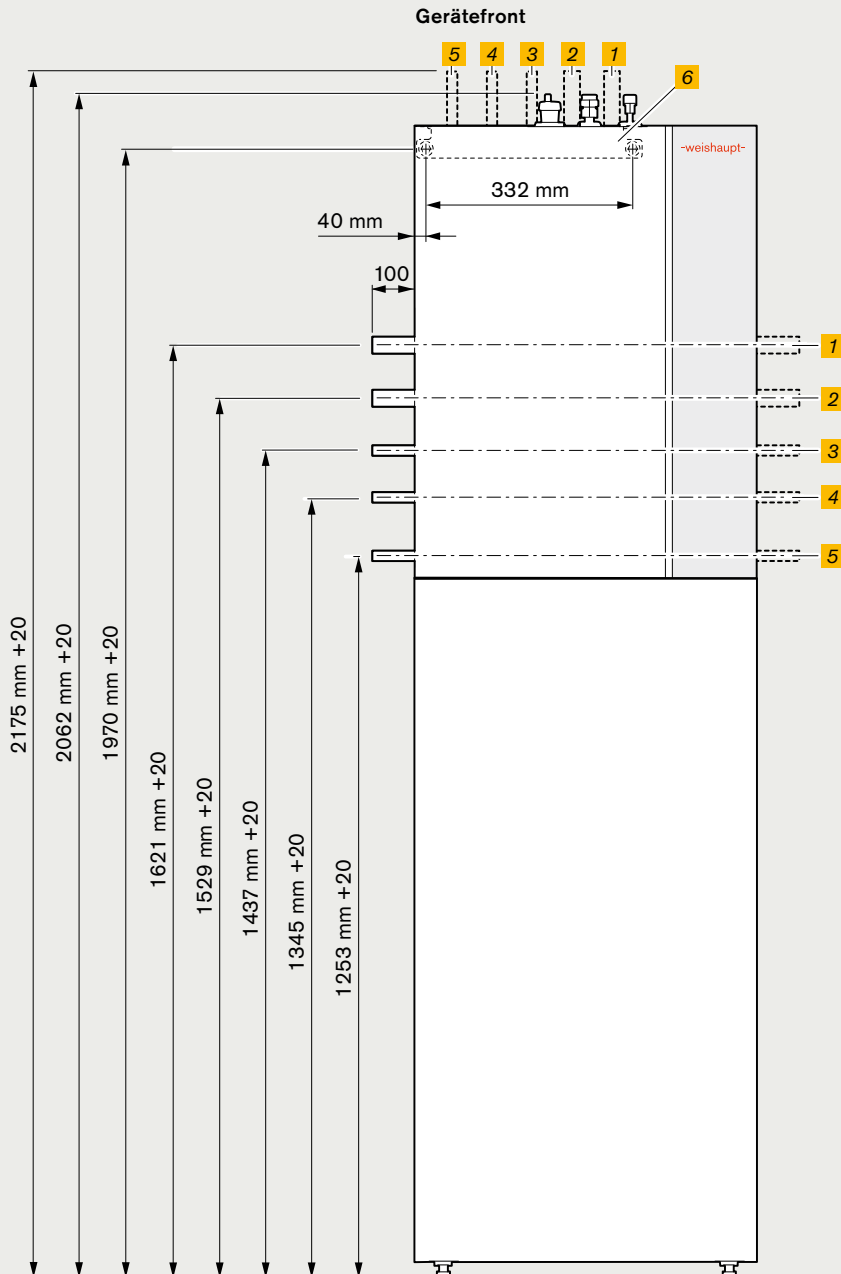 Gerätefront
5 4 3 2 1
6
-weishaupt-
332 mm
40 mm
100
1
2
3
4
5
2175 mm +20
2062 mm +20
1970 mm +20
1621 mm +20
1529 mm +20
1437 mm +20
1345 mm +20
1253 mm +20